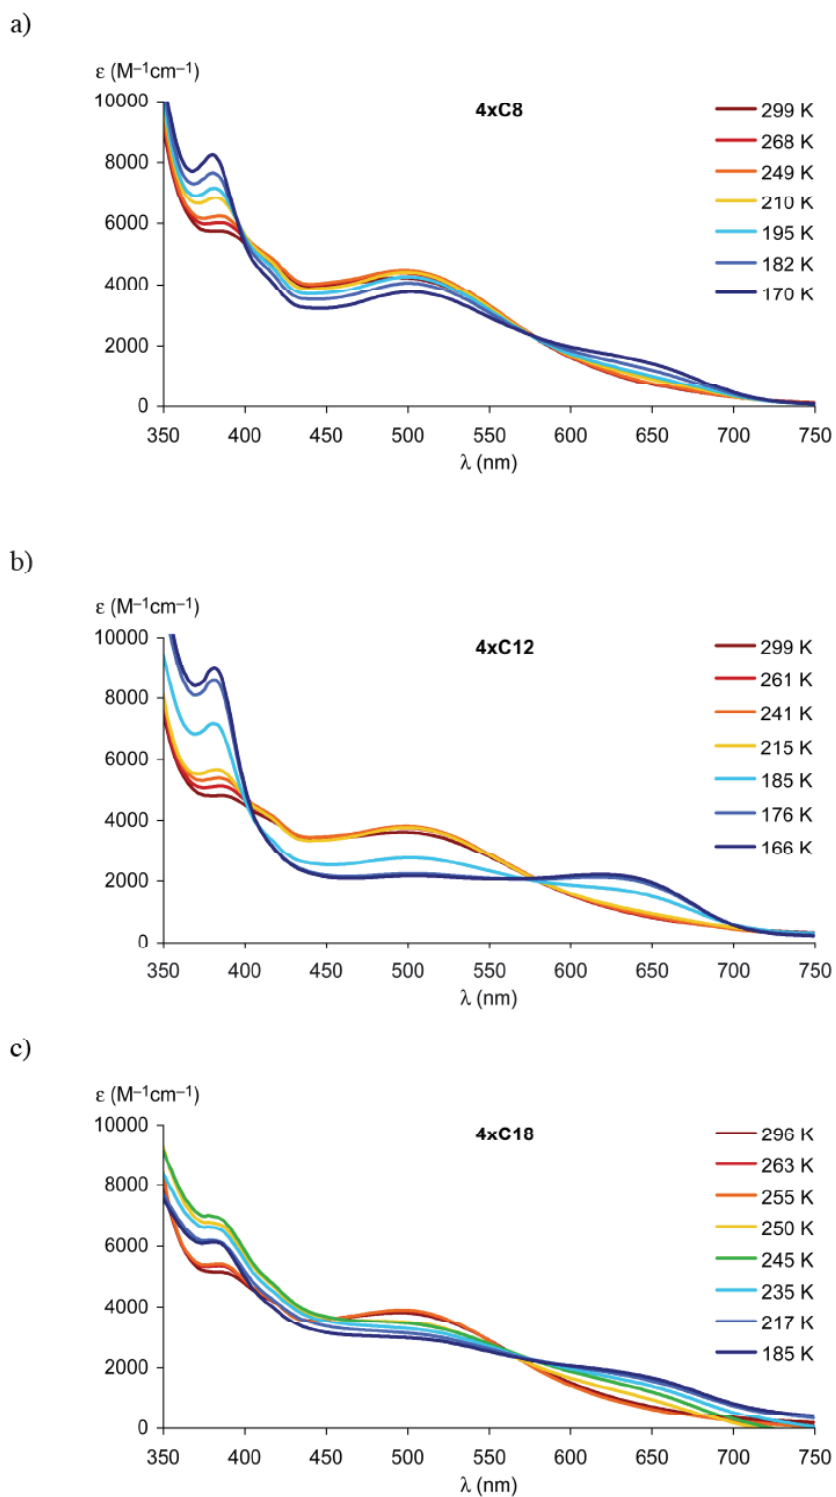 a)
ε (M⁻¹cm⁻¹)
10000
8000
6000
4000
2000
0
4xC8
299 K
268 K
249 K
210 K
195 K
182 K
170 K
350 400 450 500 550 600 650 700 750
λ (nm)
b)
ε (M⁻¹cm⁻¹)
10000
8000
6000
4000
2000
0
4xC12
299 K
261 K
241 K
215 K
185 K
176 K
166 K
350 400 450 500 550 600 650 700 750
λ (nm)
c)
ε (M⁻¹cm⁻¹)
10000
8000
6000
4000
2000
0
4xC18
296 K
263 K
255 K
250 K
245 K
235 K
217 K
185 K
350 400 450 500 550 600 650 700 750
λ (nm)